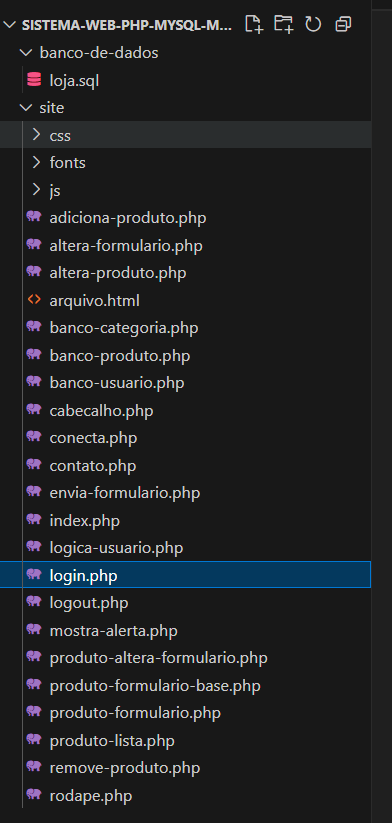 SISTEMA-WEB-PHP-MYSQL-M...
banco-de-dados
loja.sql
site
css
fonts
js
adiciona-produto.php
altera-formulario.php
altera-produto.php
arquivo.html
banco-categoria.php
banco-produto.php
banco-usuario.php
cabecalho.php
conecta.php
contato.php
envia-formulario.php
index.php
logica-usuario.php
login.php
logout.php
mostra-alerta.php
produto-altera-formulario.php
produto-formulario-base.php
produto-formulario.php
produto-lista.php
remove-produto.php
rodape.php